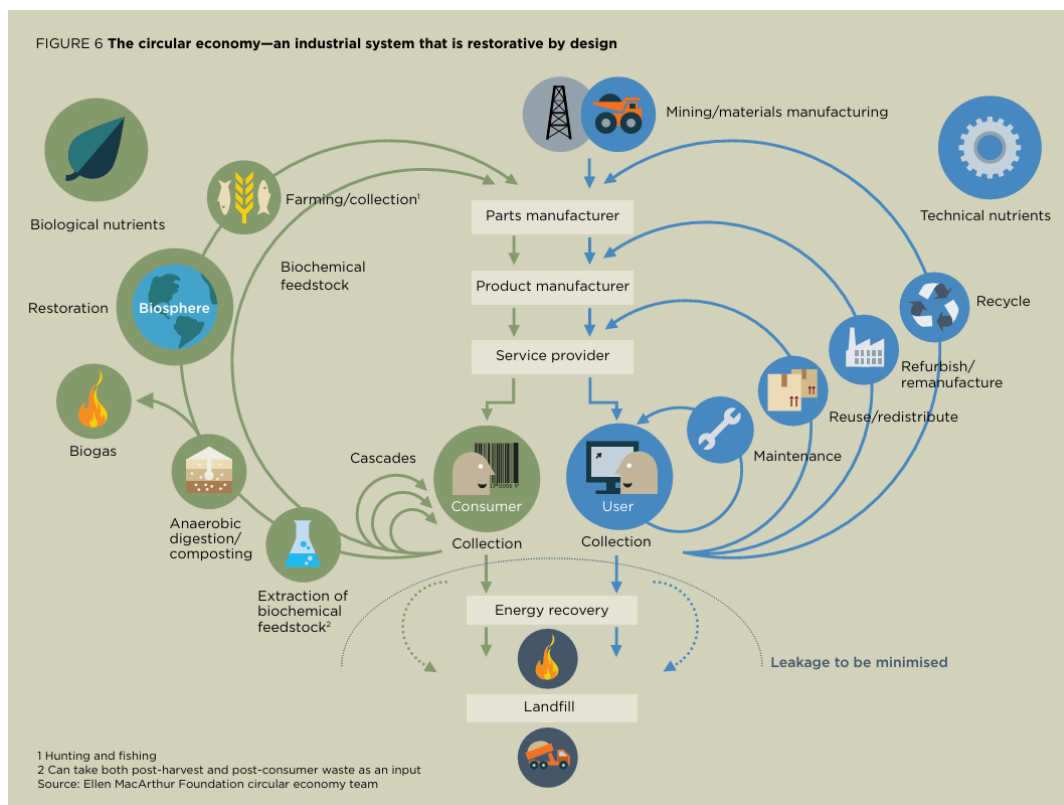 FIGURE 6 The circular economy—an industrial system that is restorative by design
Mining/materials manufacturing
Biological nutrients
Farming/collection¹
Parts manufacturer
Technical nutrients
Biochemical
feedstock
Product manufacturer
Restoration
Biosphere
Recycle
Service provider
Refurbish/
remanufacture
Reuse/redistribute
Biogas
Cascades
Maintenance
Consumer
User
Anaerobic
digestion/
composting
Collection
Collection
Extraction of
biochemical
feedstock²
Energy recovery
Leakage to be minimised
Landfill
1 Hunting and fishing
2 Can take both post-harvest and post-consumer waste as an input
Source: Ellen MacArthur Foundation circular economy team